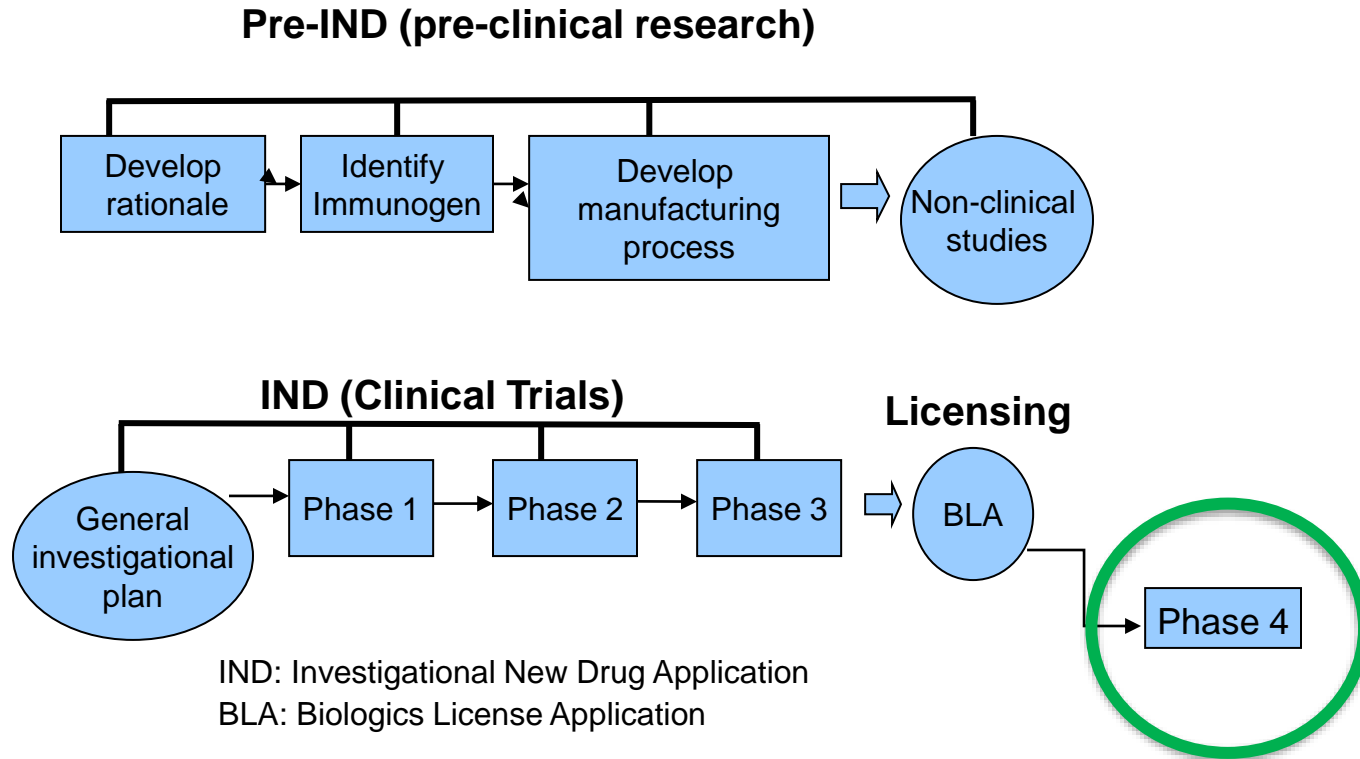 Pre-IND (pre-clinical research)
Develop
rationale
Identify
Immunogen
Develop
manufacturing
process
Non-clinical
studies
IND (Clinical Trials)
Licensing
General
investigational
plan
Phase 1
Phase 2
Phase 3
BLA
Phase 4
IND: Investigational New Drug Application
BLA: Biologics License Application